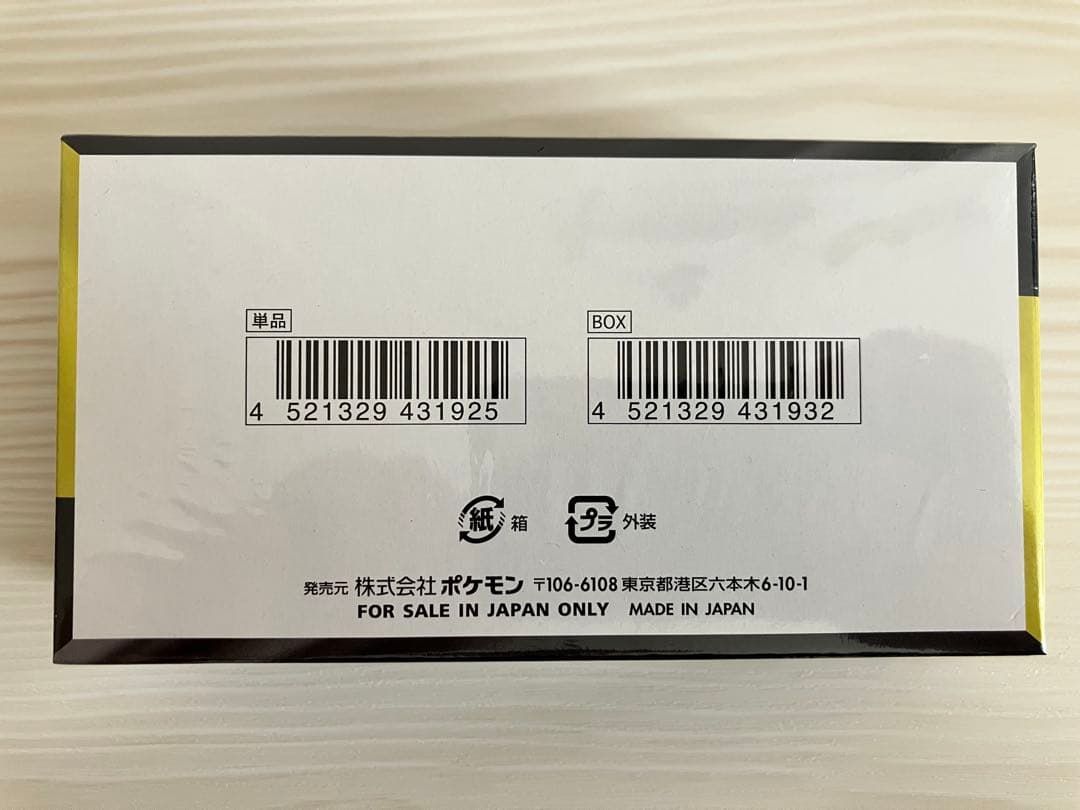 単品
BOX
4 521329 431925
4 521329 431932
紙 箱
プラ 外装
発売元 株式会社 ポケモン 〒106-6108 東京都港区六本木6-10-1
FOR SALE IN JAPAN ONLY MADE IN JAPAN